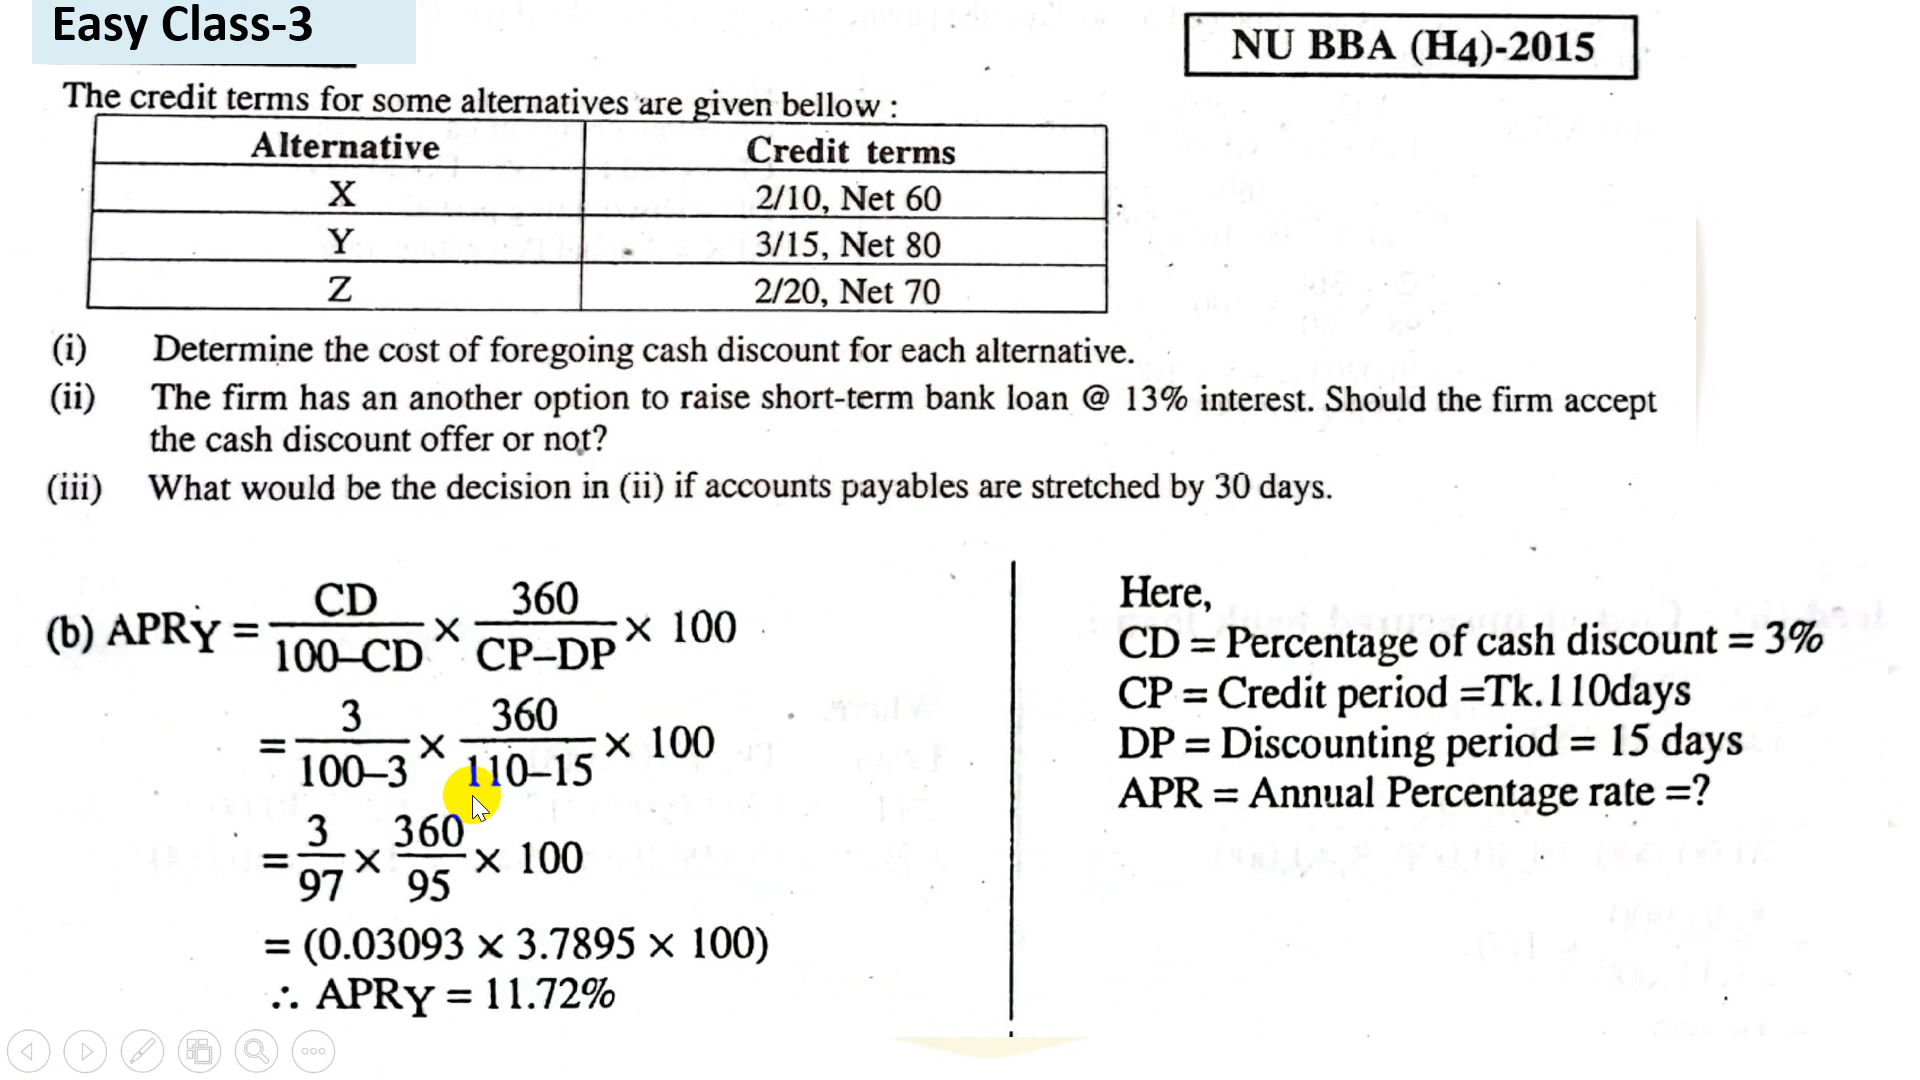 Easy Class-3
NU BBA (H4)-2015
The credit terms for some alternatives are given bellow :
Alternative Credit terms
X 2/10, Net 60
Y 3/15, Net 80
Z 2/20, Net 70
(i) Determine the cost of foregoing cash discount for each alternative.
(ii) The firm has an another option to raise short-term bank loan @ 13% interest. Should the firm accept
the cash discount offer or not?
(iii) What would be the decision in (ii) if accounts payables are stretched by 30 days.
(b) APRY = CD/100–CD × 360/CP–DP × 100
= 3/100–3 × 360/110–15 × 100
= 3/97 × 360/95 × 100
= (0.03093 × 3.7895 × 100)
∴ APRY = 11.72%
Here,
CD = Percentage of cash discount = 3%
CP = Credit period =Tk.110days
DP = Discounting period = 15 days
APR = Annual Percentage rate =?